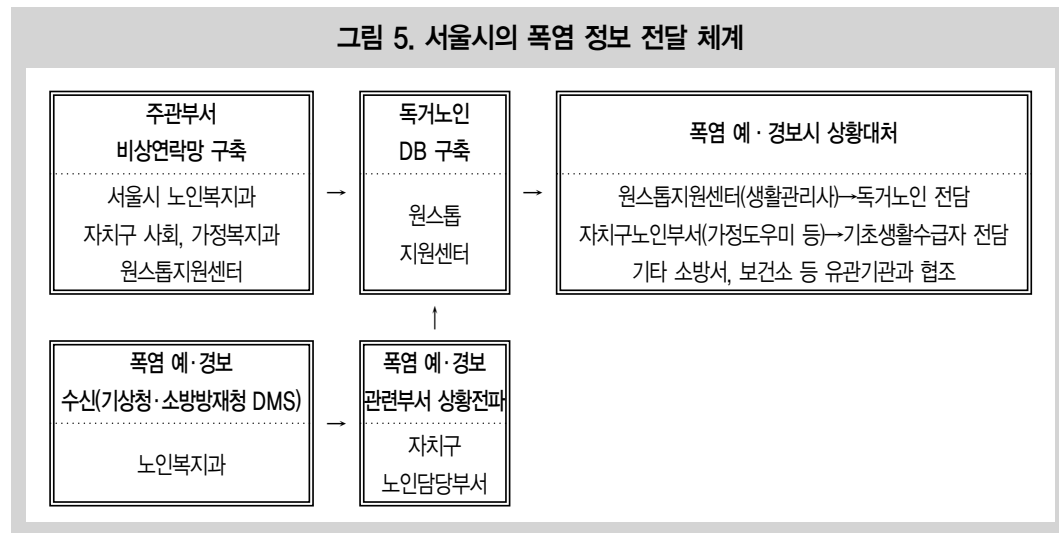 그림 5. 서울시의 폭염 정보 전달 체계
주관부서
비상연락망 구축
서울시 노인복지과
자치구 사회, 가정복지과
원스톱지원센터
→
독거노인
DB 구축
원스톱
지원센터
→
폭염 예·경보시 상황대처
원스톱지원센터(생활관리사)→독거노인 전담
자치구노인부서(가정도우미 등)→기초생활수급자 전담
기타 소방서, 보건소 등 유관기관과 협조
↑
폭염 예·경보
수신(기상청·소방방재청 DMS)
노인복지과
→
폭염 예·경보
관련부서 상황전파
자치구
노인담당부서